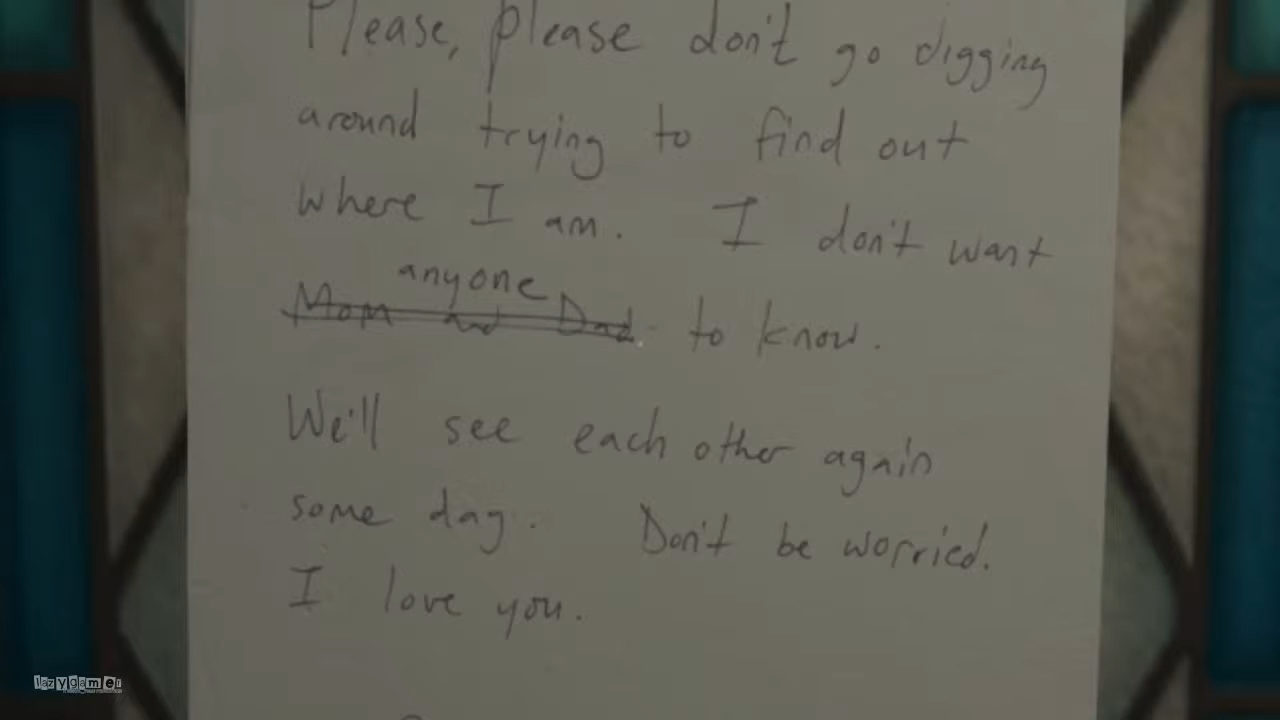 Please, please don't go digging
around trying to find out
where I am. I don't want
anyone
Mom and Dad to know.
We'll see each other again
some day. Don't be worried.
I love you.
lazygamer